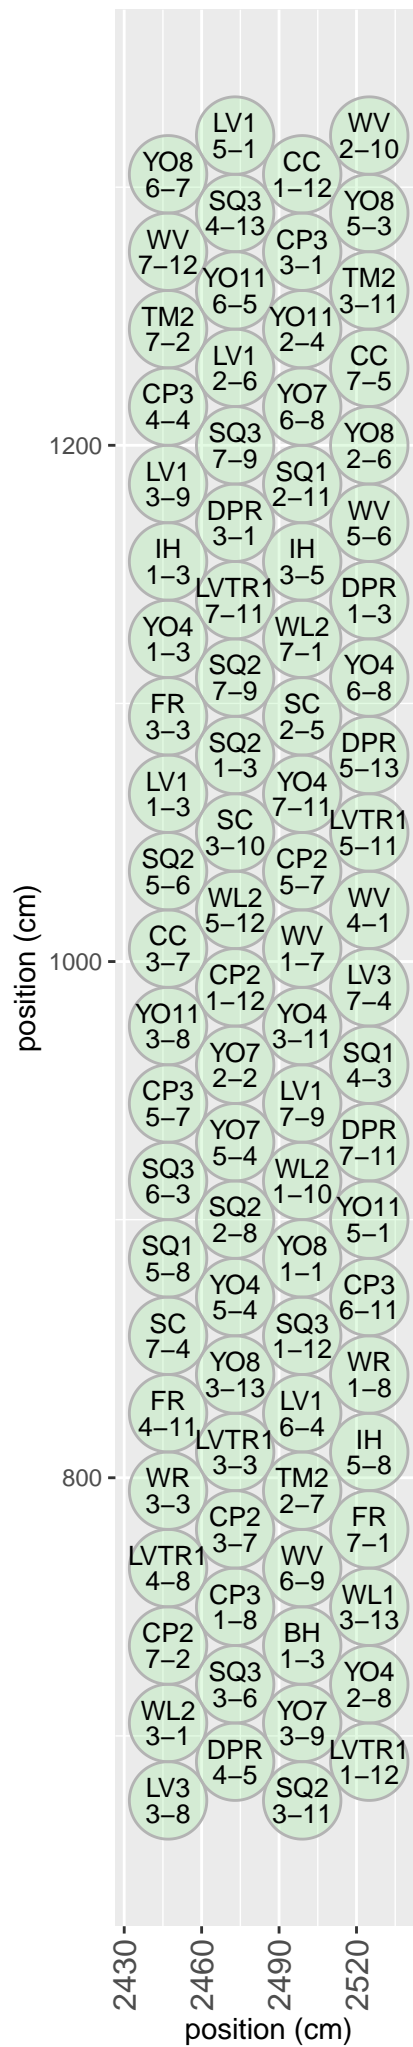 LV1
5–1
WV
2–10
YO8
6–7
CC
1–12
SQ3
4–13
YO8
5–3
WV
7–12
CP3
3–1
YO11
6–5
TM2
3–11
TM2
7–2
YO11
2–4
LV1
2–6
CC
7–5
CP3
4–4
YO7
6–8
SQ3
7–9
YO8
2–6
LV1
3–9
SQ1
2–11
DPR
3–1
WV
5–6
IH
1–3
IH
3–5
LVTR1
7–11
DPR
1–3
YO4
1–3
WL2
7–1
SQ2
7–9
YO4
6–8
FR
3–3
SC
2–5
SQ2
1–3
DPR
5–13
LV1
1–3
YO4
7–11
SC
3–10
LVTR1
5–11
SQ2
5–6
CP2
5–7
WL2
5–12
WV
4–1
CC
3–7
WV
1–7
CP2
1–12
LV3
7–4
YO11
3–8
YO4
3–11
YO7
2–2
SQ1
4–3
CP3
5–7
LV1
7–9
YO7
5–4
DPR
7–11
SQ3
6–3
WL2
1–10
SQ2
2–8
YO11
5–1
SQ1
5–8
YO8
1–1
YO4
5–4
CP3
6–11
SC
7–4
SQ3
1–12
YO8
3–13
WR
1–8
FR
4–11
LV1
6–4
LVTR1
3–3
IH
5–8
WR
3–3
TM2
2–7
CP2
3–7
FR
7–1
LVTR1
4–8
WV
6–9
CP3
1–8
WL1
3–13
CP2
7–2
BH
1–3
SQ3
3–6
YO4
2–8
WL2
3–1
YO7
3–9
DPR
4–5
LVTR1
1–12
LV3
3–8
SQ2
3–11
1200
1000
800
position (cm)
2430
2460
2490
2520
position (cm)